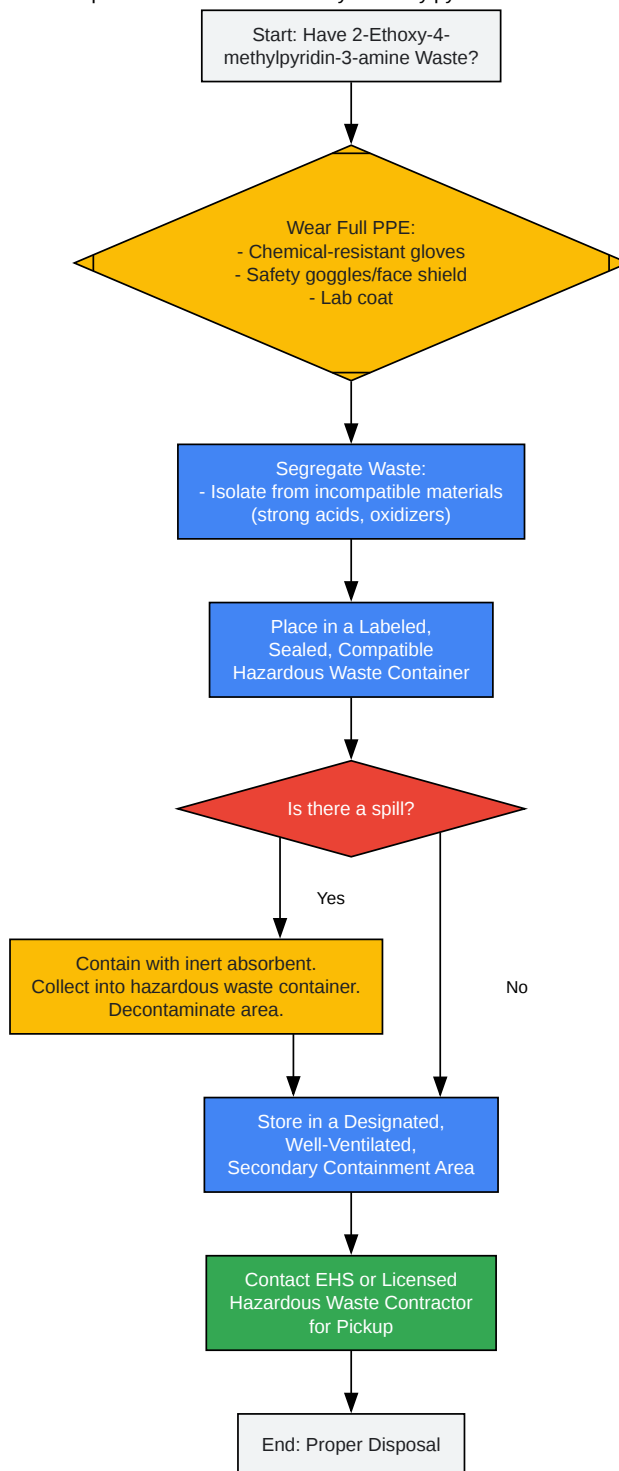 Start: Have 2-Ethoxy-4-
methylpyridin-3-amine Waste?
Wear Full PPE:
- Chemical-resistant gloves
- Safety goggles/face shield
- Lab coat
Segregate Waste:
- Isolate from incompatible materials
(strong acids, oxidizers)
Place in a Labeled,
Sealed, Compatible
Hazardous Waste Container
Is there a spill?
Yes
Contain with inert absorbent.
Collect into hazardous waste container.
Decontaminate area.
No
Store in a Designated,
Well-Ventilated,
Secondary Containment Area
Contact EHS or Licensed
Hazardous Waste Contractor
for Pickup
End: Proper Disposal